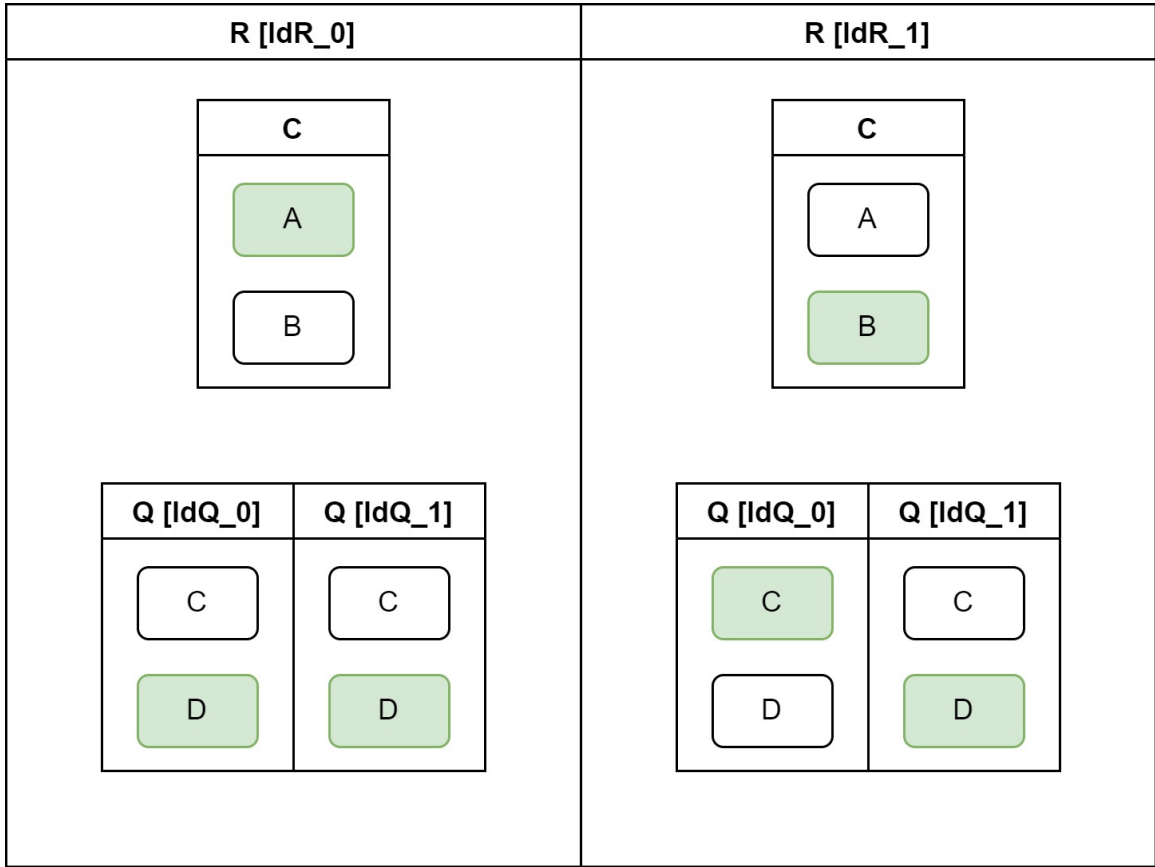 R [IdR_0]
R [IdR_1]
C
A
B
C
A
B
Q [IdQ_0]
Q [IdQ_1]
C
C
D
D
Q [IdQ_0]
Q [IdQ_1]
C
C
D
D